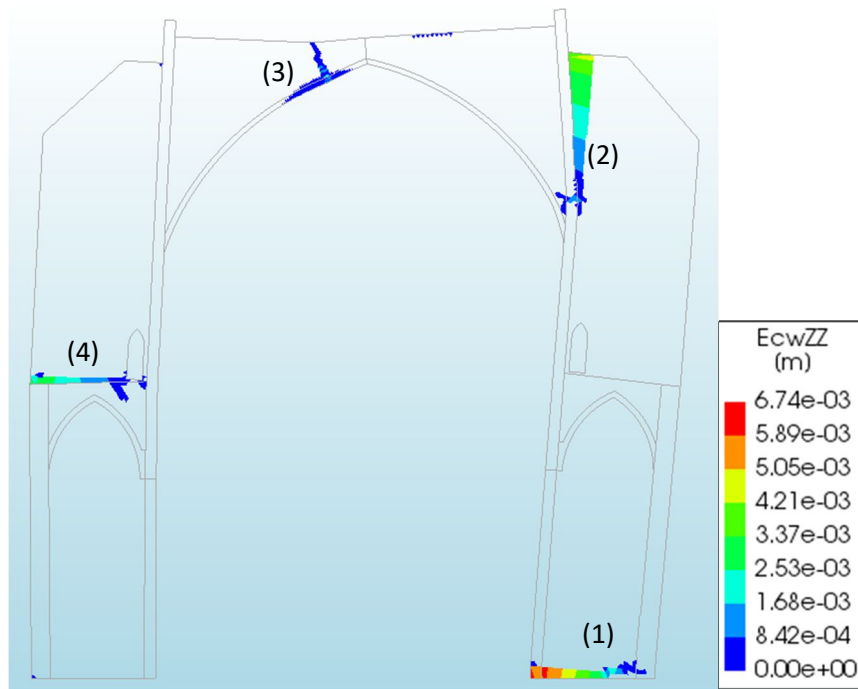 (3)
(2)
(4)
(1)
EcwZZ
(m)
6.74e-03
5.89e-03
5.05e-03
4.21e-03
3.37e-03
2.53e-03
1.68e-03
8.42e-04
0.00e+00